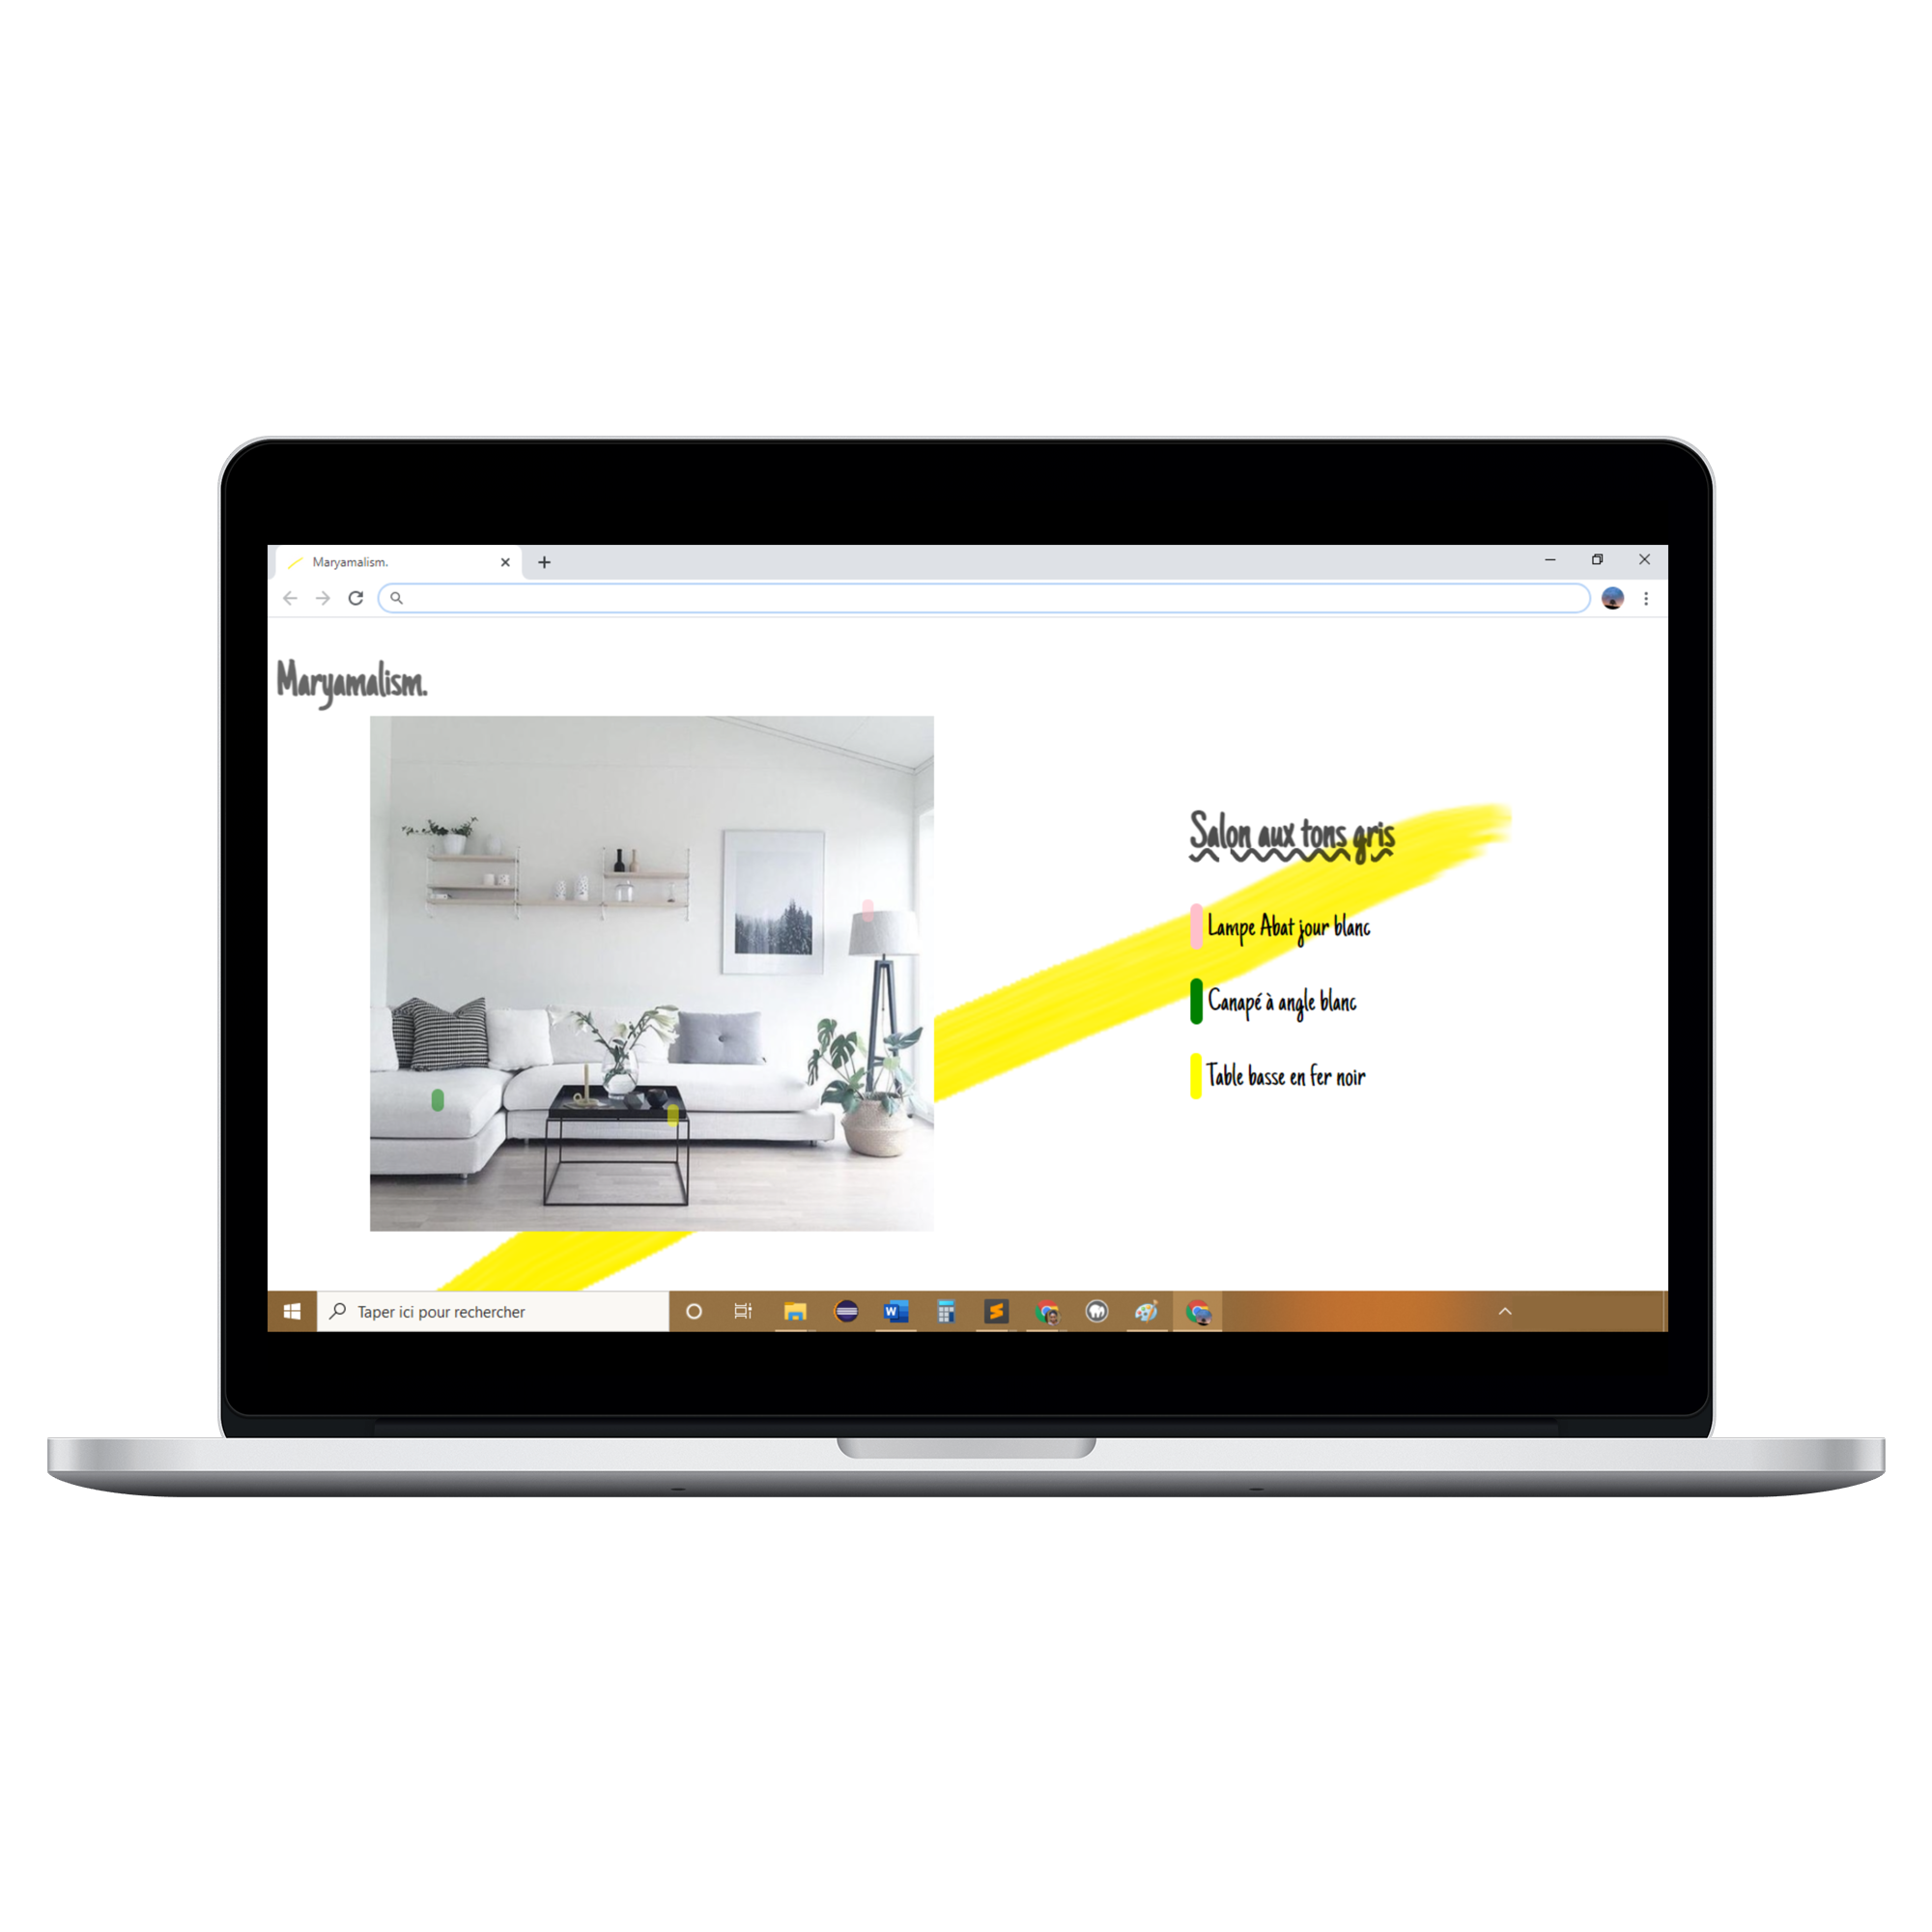 Maryamalism.
Maryamalism.
Salon aux tons gris
Lampe Abat jour blanc
Canapé à angle blanc
Table basse en fer noir
Taper ici pour rechercher
W